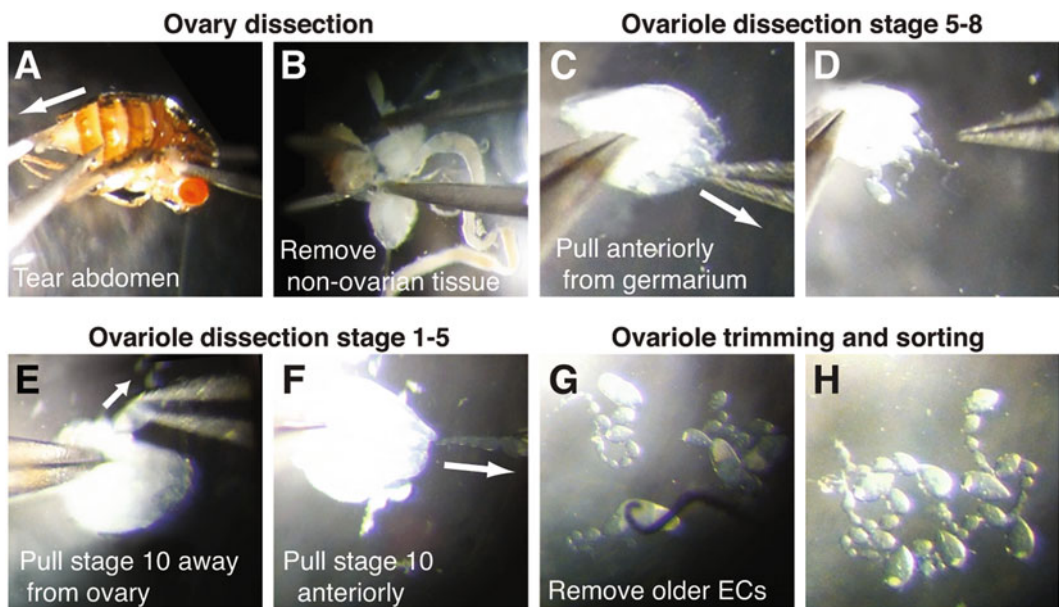 Ovary dissection
Ovariole dissection stage 5-8
A
B
C
D
Tear abdomen
Remove
non-ovarian tissue
Pull anteriorly
from germarium
Ovariole dissection stage 1-5
Ovariole trimming and sorting
E
F
G
H
Pull stage 10 away
from ovary
Pull stage 10
anteriorly
Remove older ECs